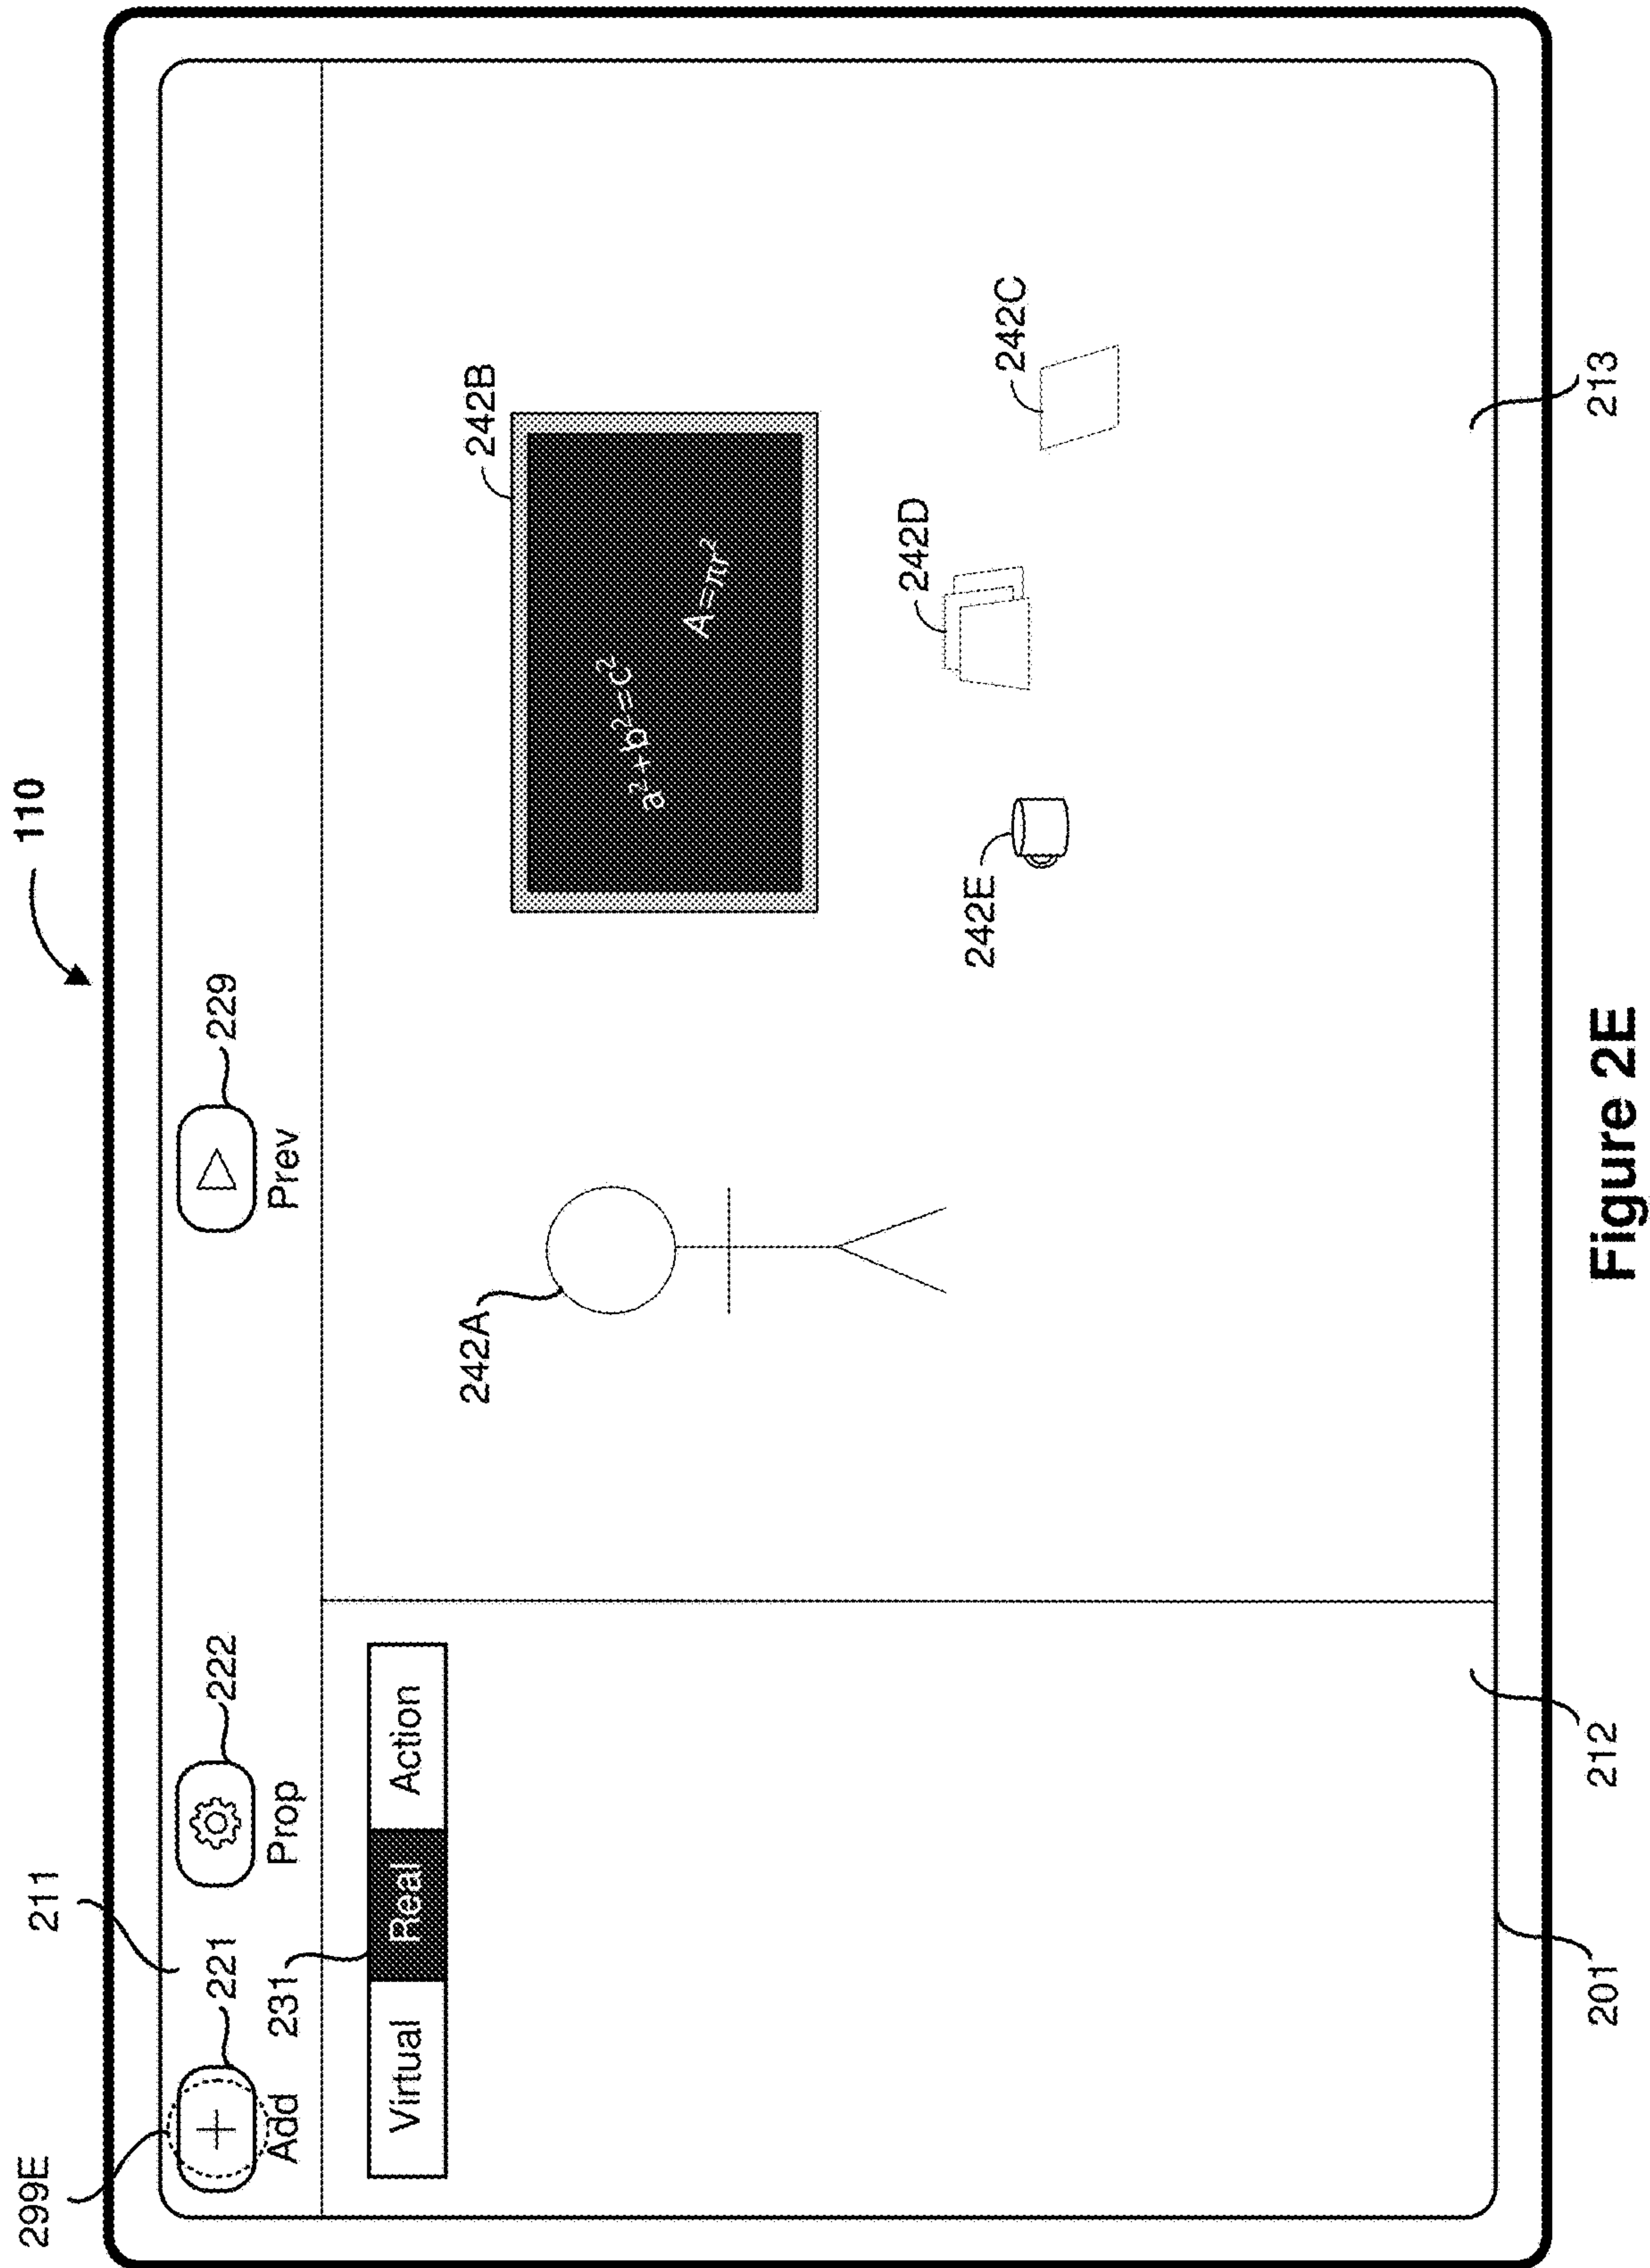 110
299E
211
221
222
229
Add
Prop
Prev
231
Virtual
Real
Action
242A
242B
a²+b²=c²
A=πr²
242E
242D
242C
201
212
213
Figure 2E